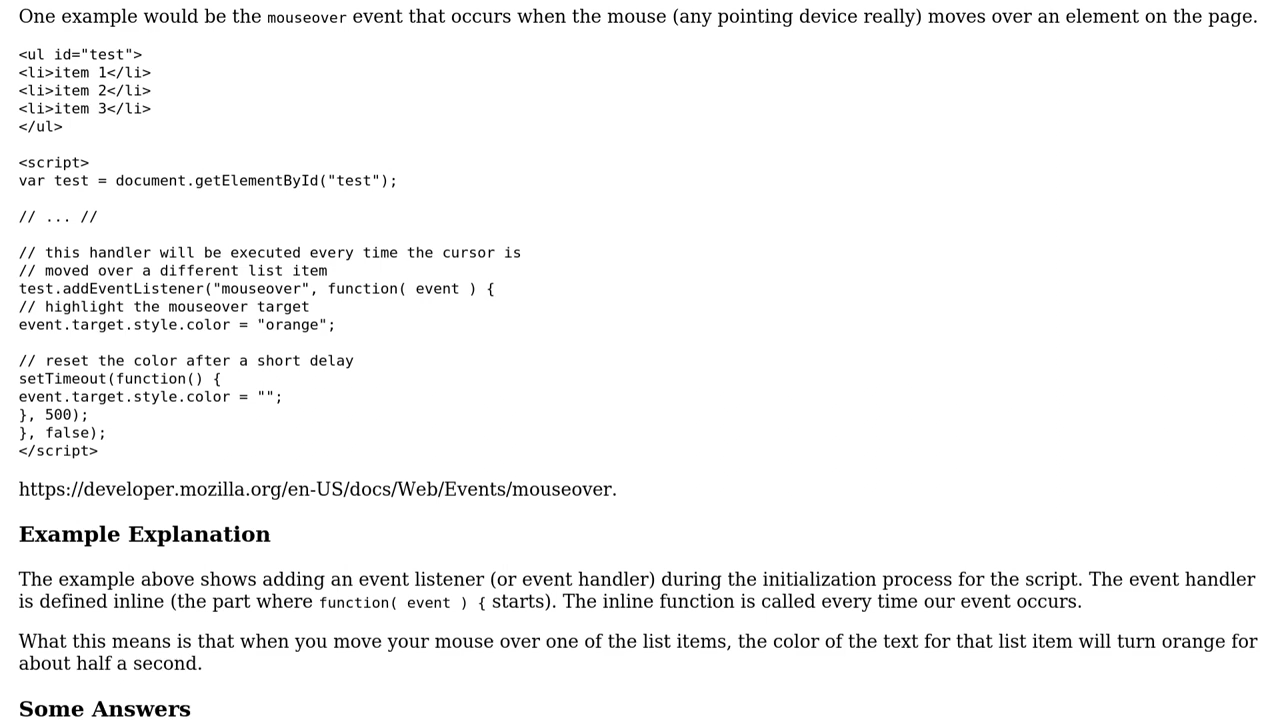 One example would be the mouseover event that occurs when the mouse (any pointing device really) moves over an element on the page.
<ul id="test">
<li>item 1</li>
<li>item 2</li>
<li>item 3</li>
</ul>
<script>
var test = document.getElementById("test");
// ... //
// this handler will be executed every time the cursor is
// moved over a different list item
test.addEventListener("mouseover", function( event ) {
// highlight the mouseover target
event.target.style.color = "orange";
// reset the color after a short delay
setTimeout(function() {
event.target.style.color = "";
}, 500);
}, false);
</script>
https://developer.mozilla.org/en-US/docs/Web/Events/mouseover.
Example Explanation
The example above shows adding an event listener (or event handler) during the initialization process for the script. The event handler
is defined inline (the part where function( event ) { starts). The inline function is called every time our event occurs.
What this means is that when you move your mouse over one of the list items, the color of the text for that list item will turn orange for
about half a second.
Some Answers